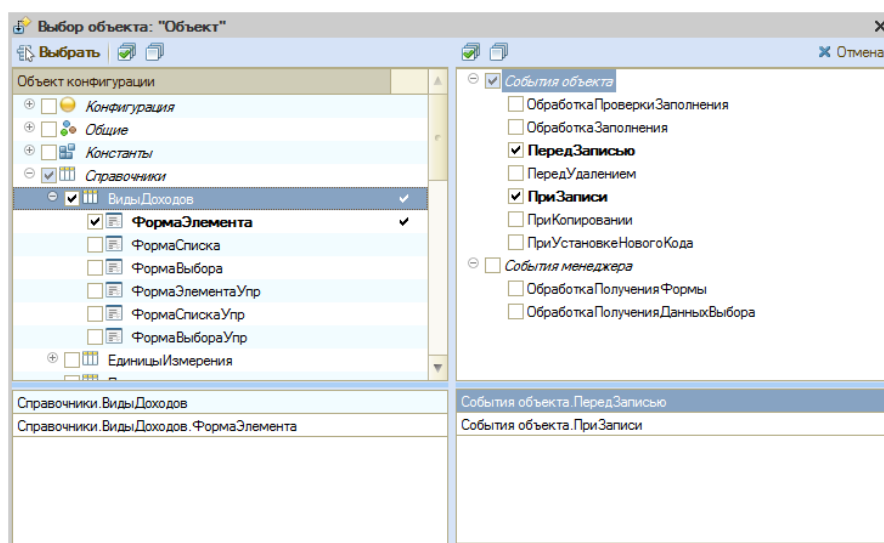 Выбор объекта: "Объект"
Выбрать
Отмена
Объект конфигурации
Конфигурация
Общие
Константы
Справочники
ВидыДоходов
ФормаЭлемента
ФормаСписка
ФормаВыбора
ФормаЭлементаУпр
ФормаСпискаУпр
ФормаВыбораУпр
ЕдиницыИзмерения
События объекта
ОбработкаПроверкиЗаполнения
ОбработкаЗаполнения
ПередЗаписью
ПередУдалением
ПриЗаписи
ПриКопировании
ПриУстановкеНовогоКода
События менеджера
ОбработкаПолученияФормы
ОбработкаПолученияДанныхВыбора
Справочники.ВидыДоходов
Справочники.ВидыДоходов.ФормаЭлемента
События объекта.ПередЗаписью
События объекта.ПриЗаписи